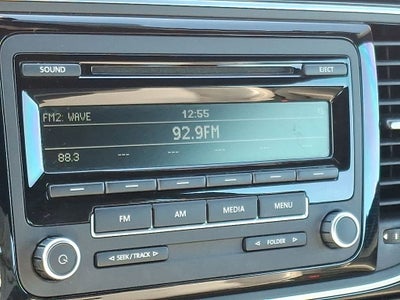 SOUND EJECT
FM2: WAVE 12:55
92.9FM
88.3 --- --- --- --- ---
FM AM MEDIA MENU
SEEK / TRACK FOLDER